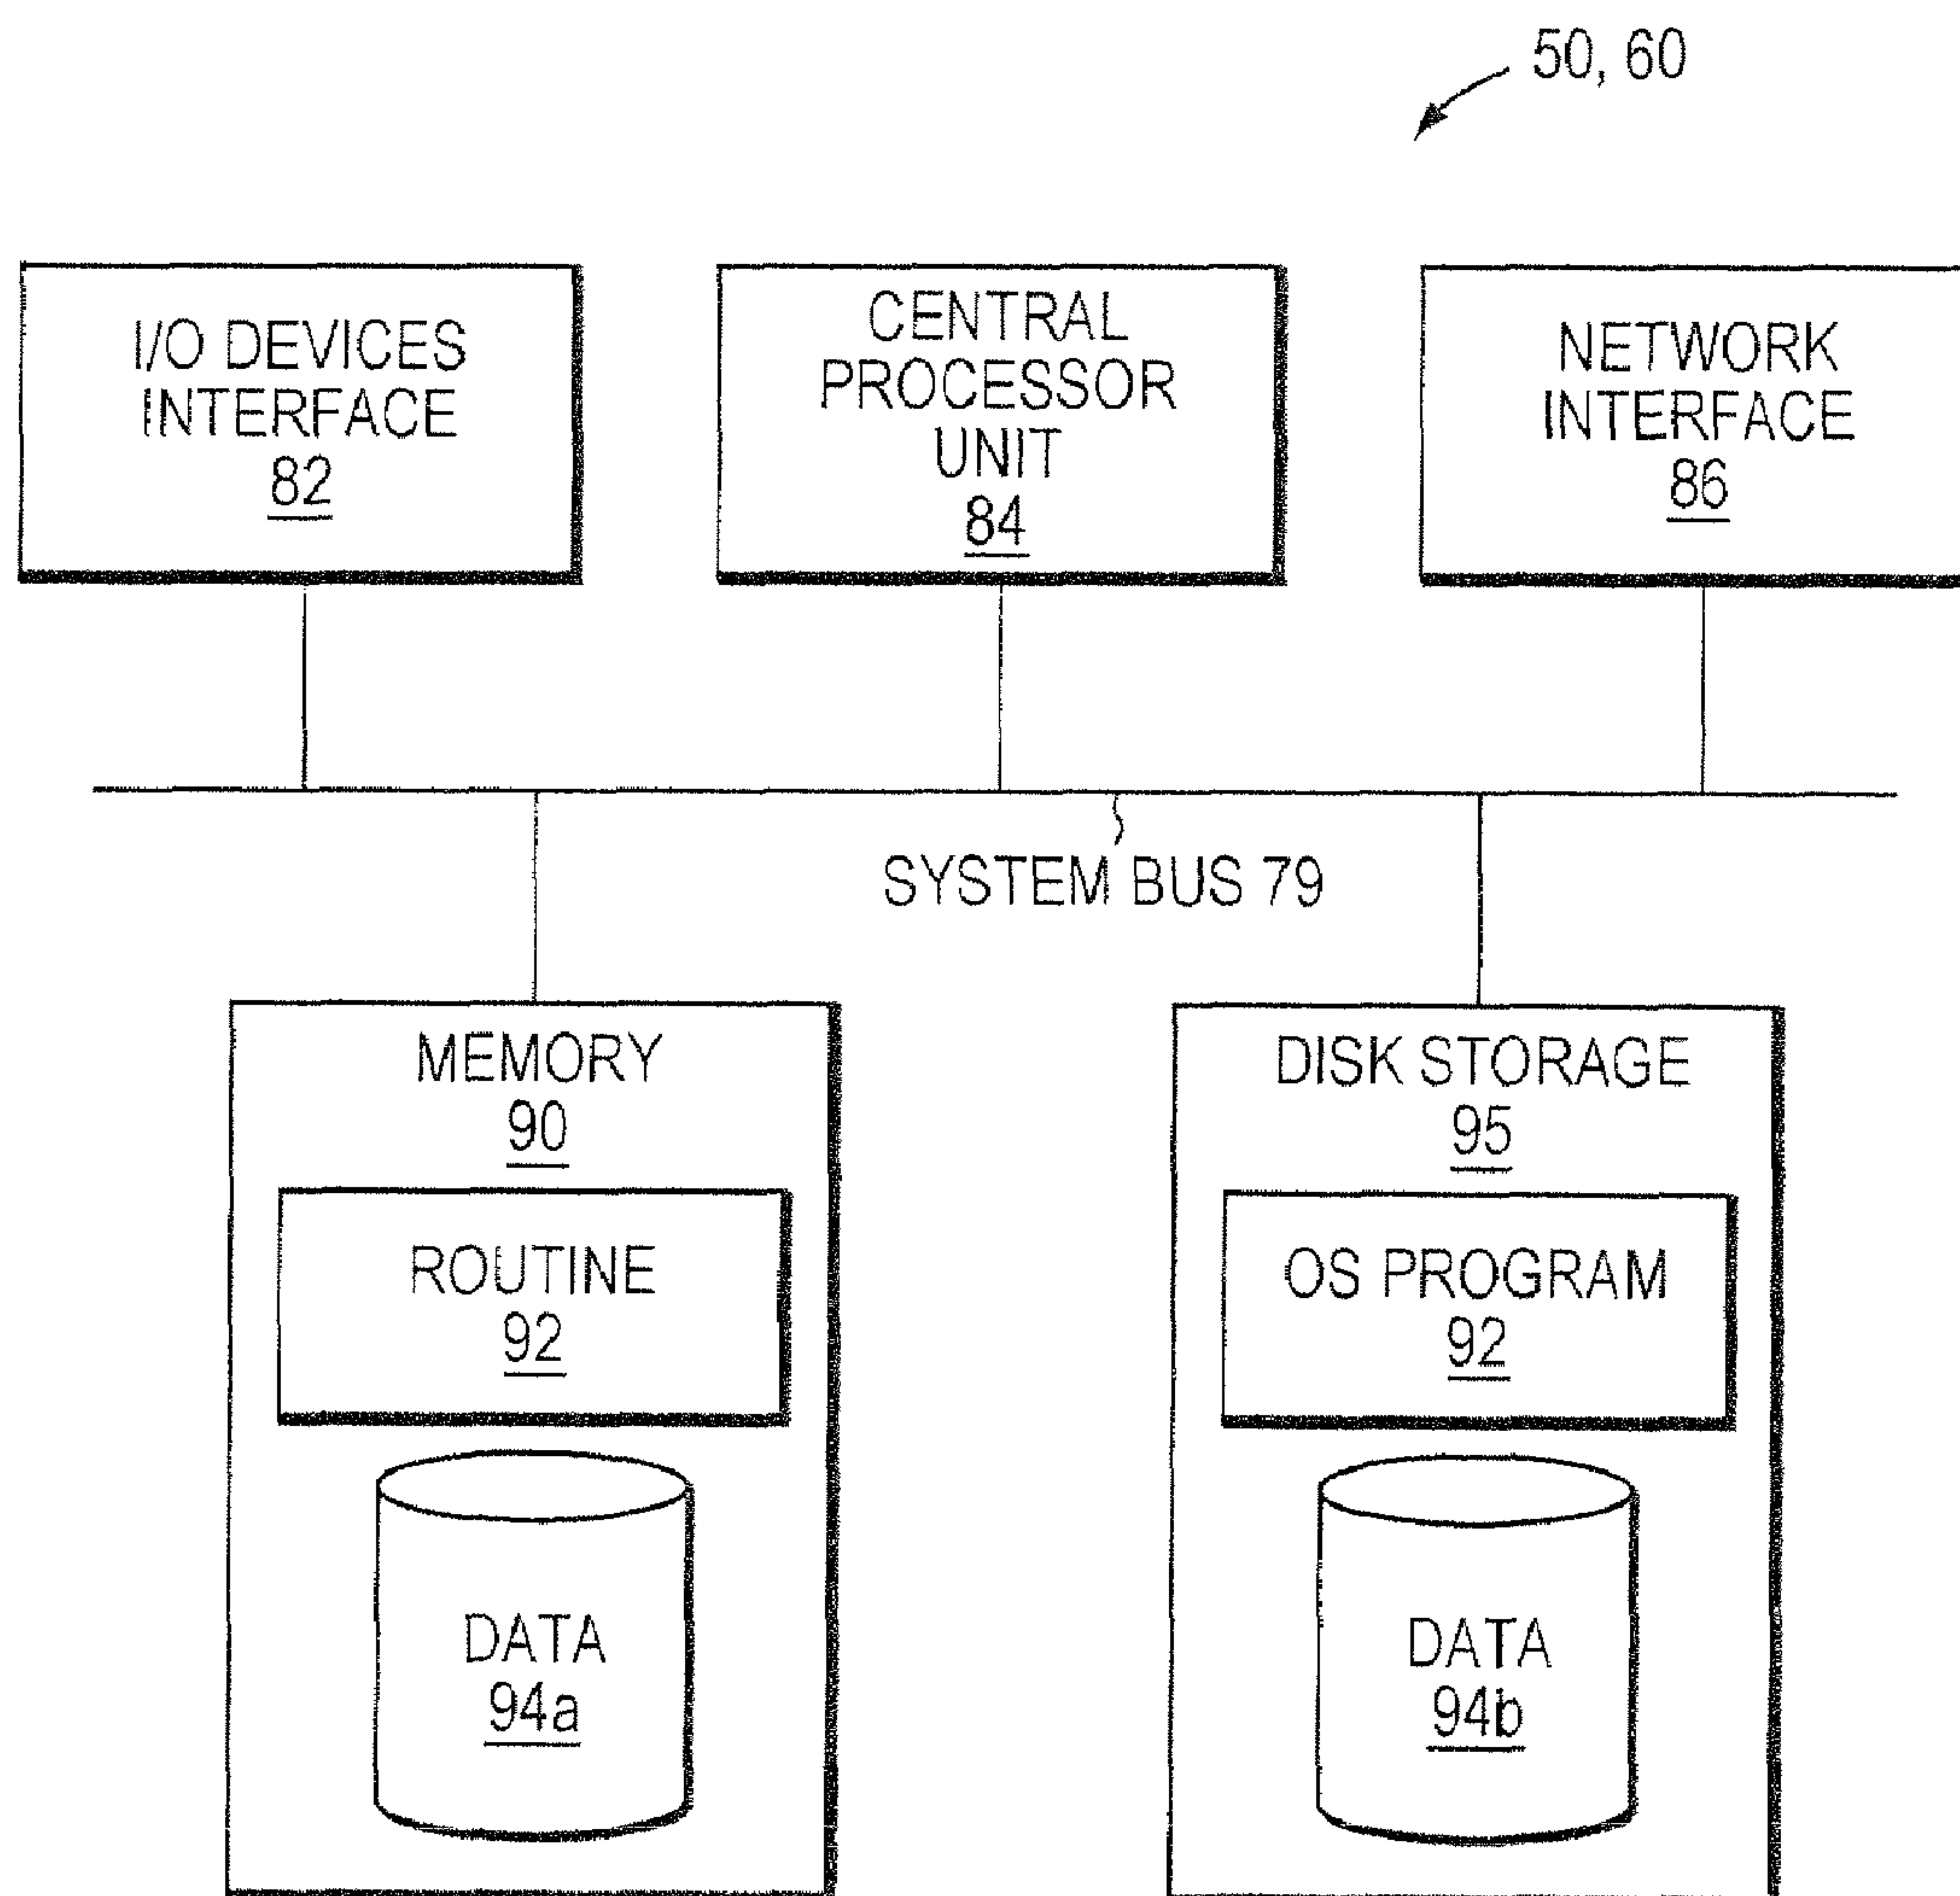 50, 60
I/O DEVICES
INTERFACE
82
CENTRAL
PROCESSOR
UNIT
84
NETWORK
INTERFACE
86
SYSTEM BUS 79
MEMORY
90
ROUTINE
92
DATA
94a
DISK STORAGE
95
OS PROGRAM
92
DATA
94b